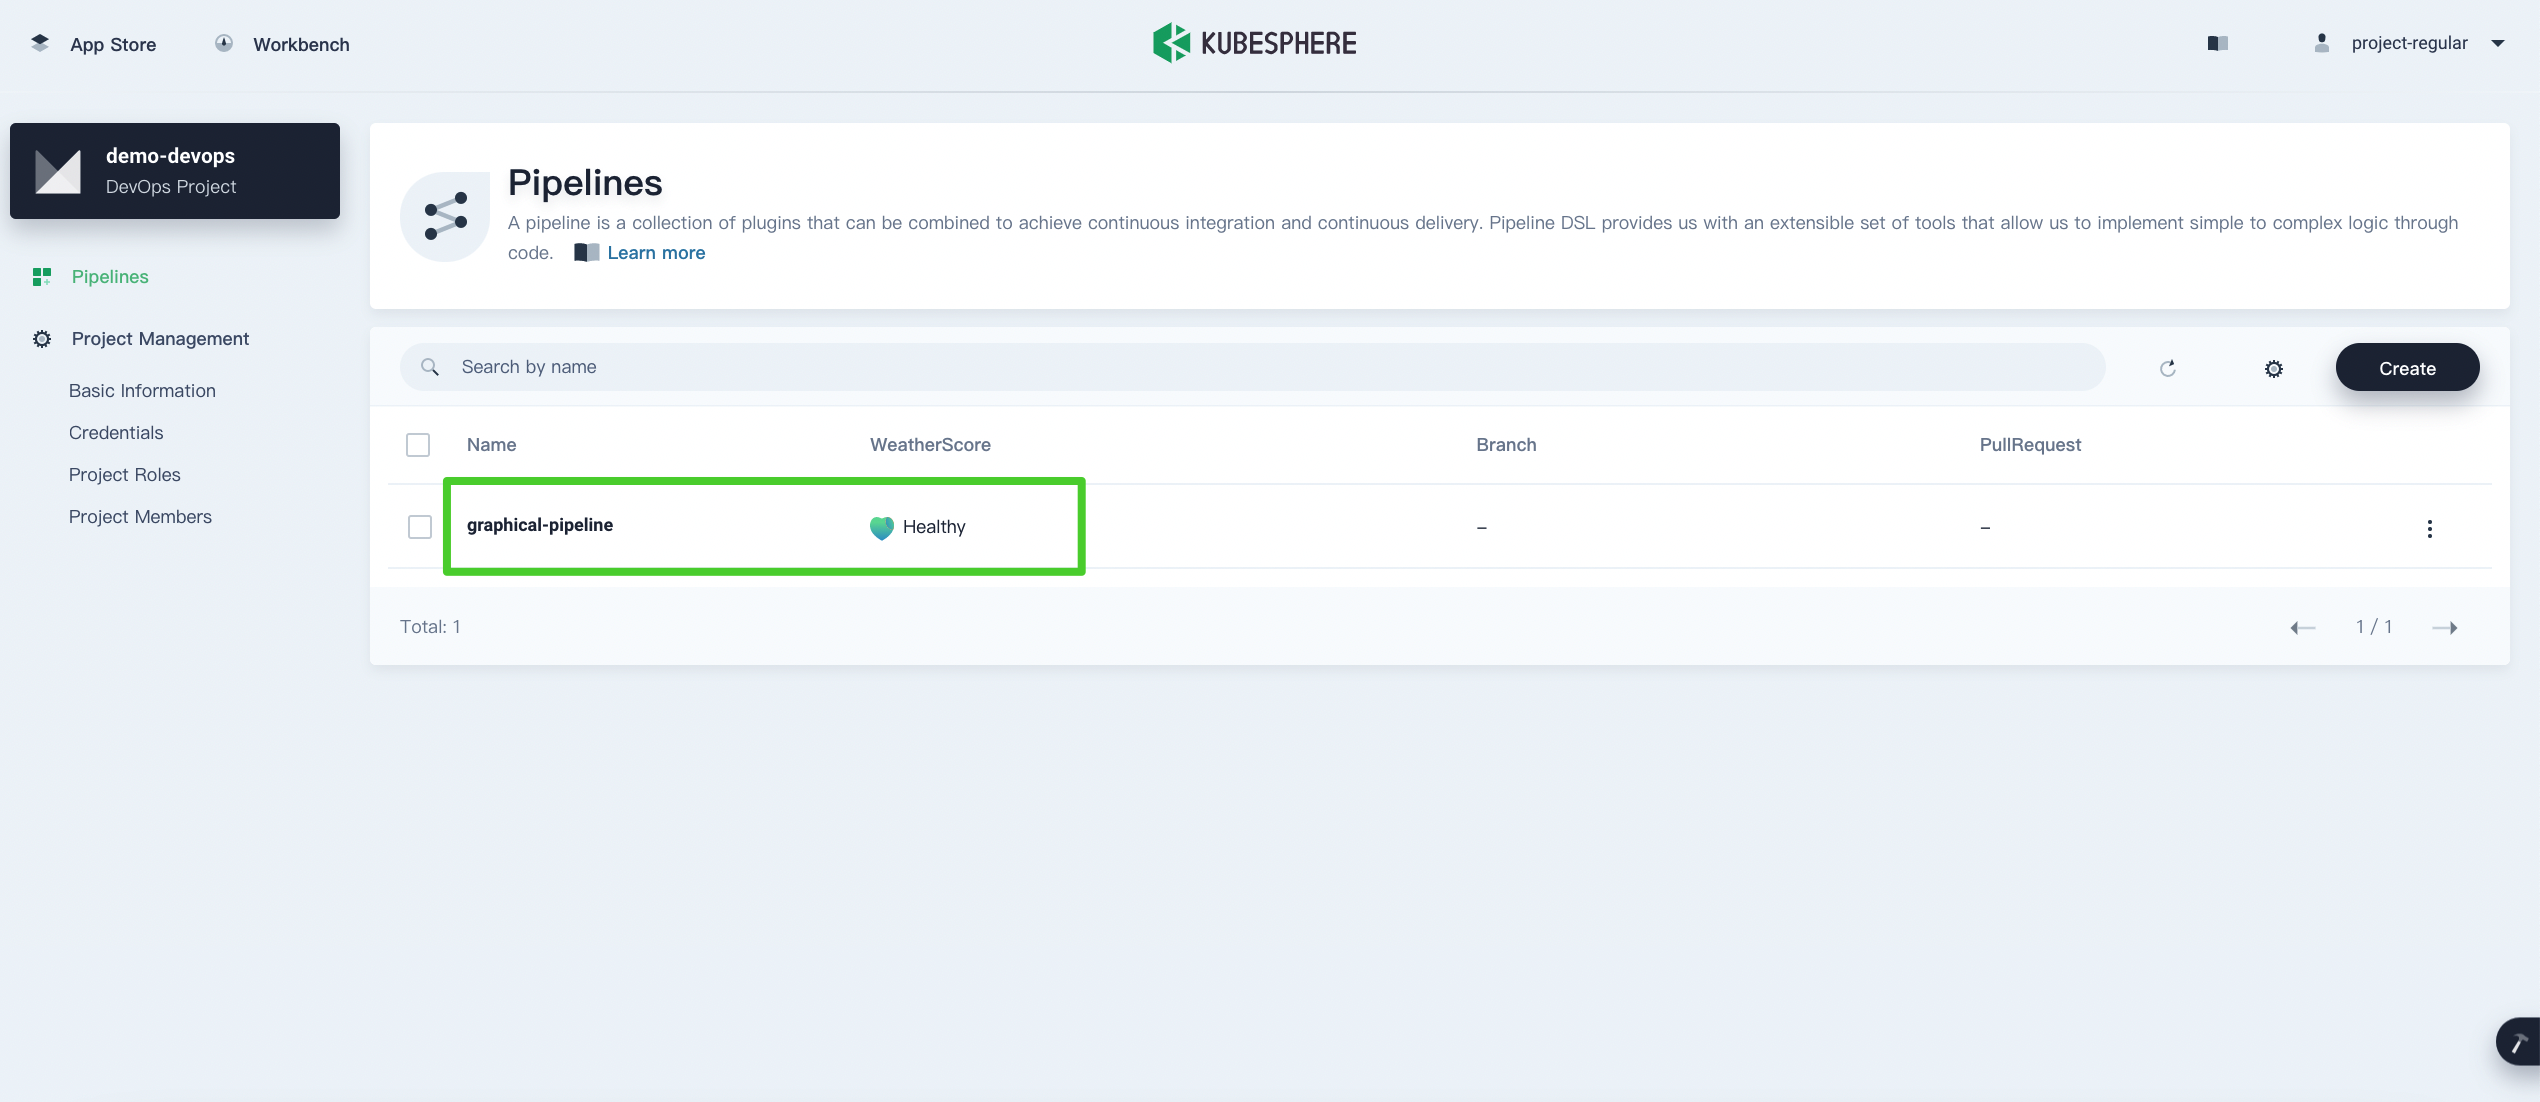 App Store
Workbench
KUBESPHERE
project-regular
demo-devops
DevOps Project
Pipelines
Project Management
Basic Information
Credentials
Project Roles
Project Members
Pipelines
A pipeline is a collection of plugins that can be combined to achieve continuous integration and continuous delivery. Pipeline DSL provides us with an extensible set of tools that allow us to implement simple to complex logic through
code. Learn more
Search by name
Create
Name WeatherScore Branch PullRequest
graphical-pipeline Healthy – –
Total: 1
1 / 1